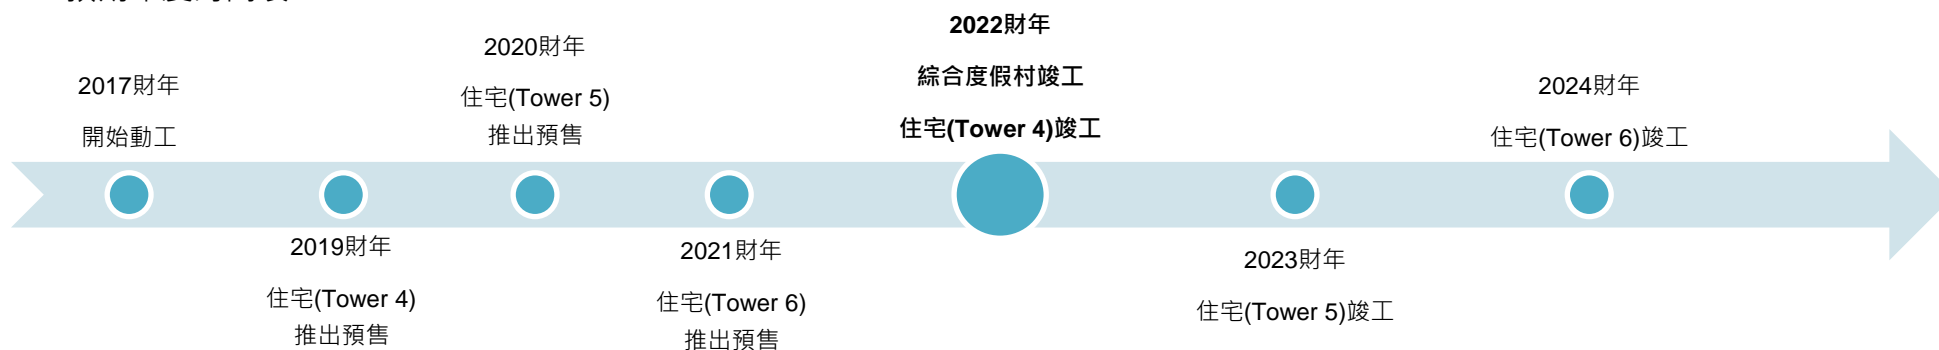 2017財年
開始動工
2019財年
住宅(Tower 4)
推出預售
2020財年
住宅(Tower 5)
推出預售
2021財年
住宅(Tower 6)
推出預售
2022財年
綜合度假村竣工
住宅(Tower 4)竣工
2023財年
住宅(Tower 5)竣工
2024財年
住宅(Tower 6)竣工